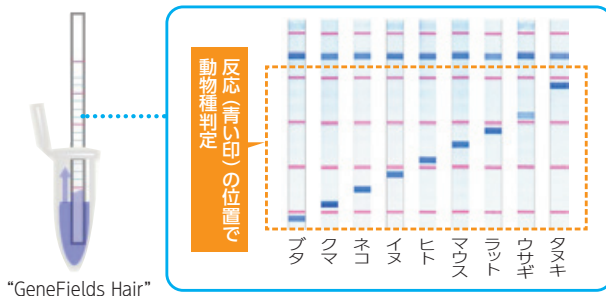 反応（青い印）の位置で
動物種判定
ブタ
クマ
ネコ
イヌ
ヒト
マウス
ラット
ウサギ
タヌキ
“GeneFields Hair”